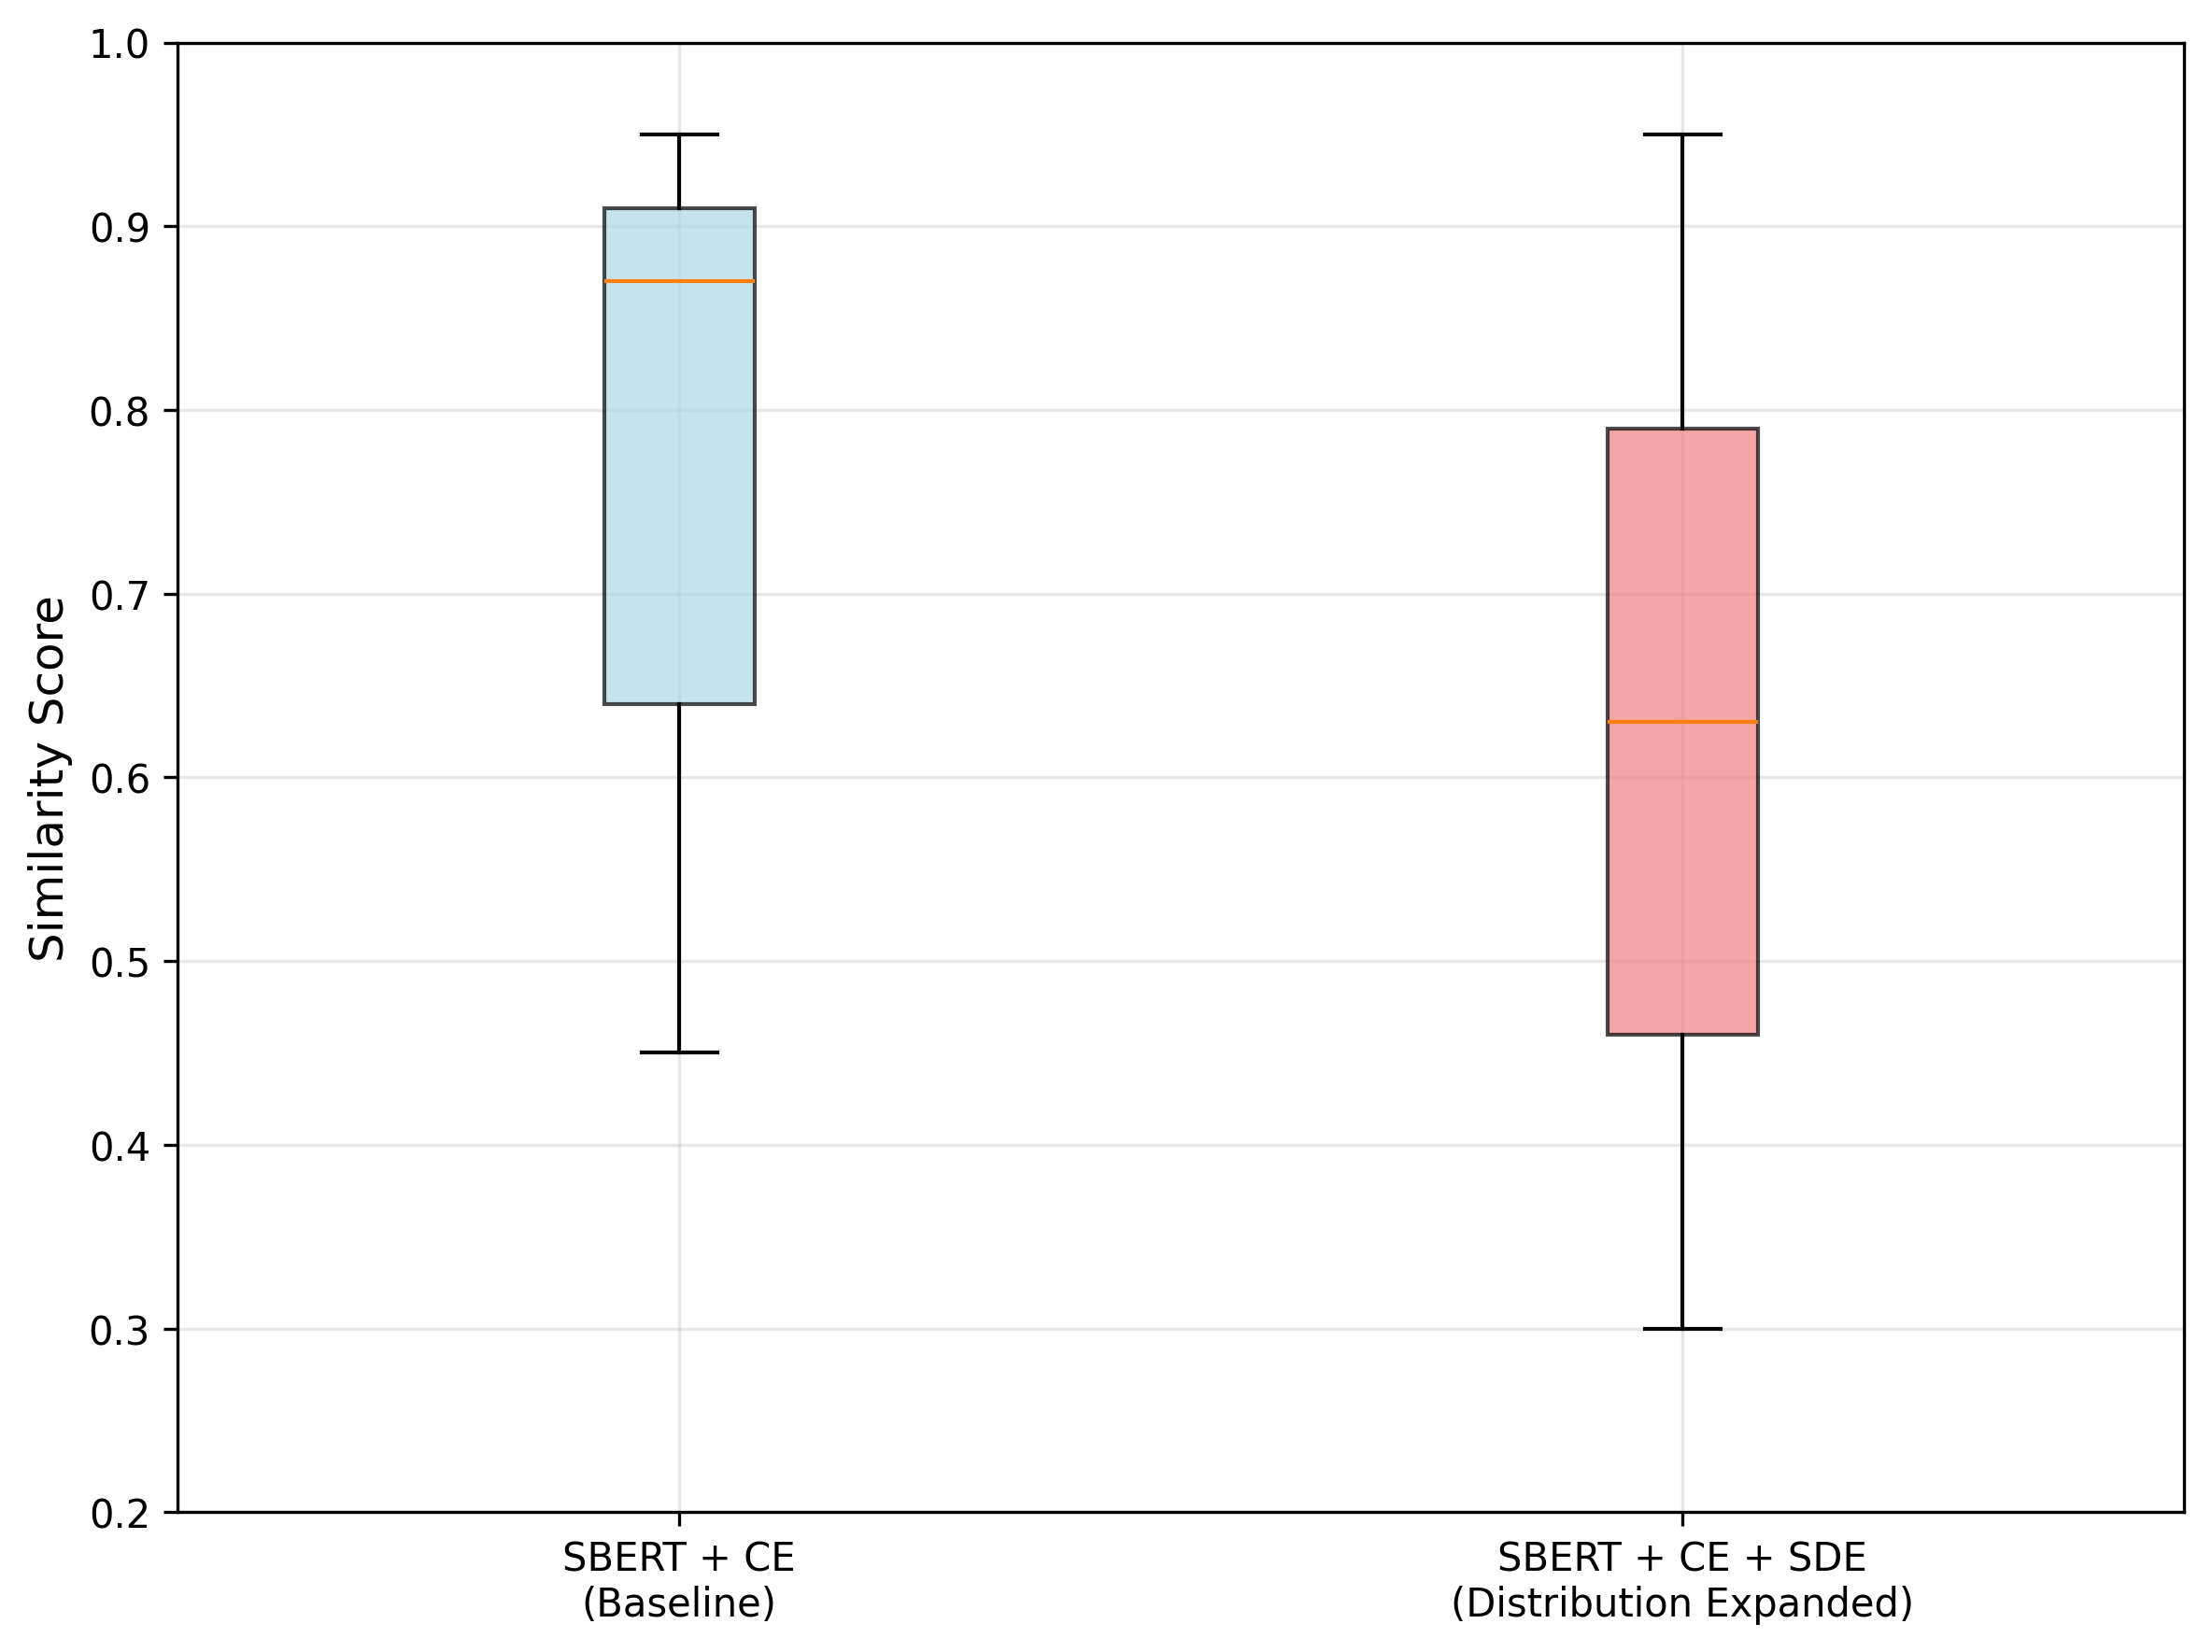 1.0
0.9
0.8
0.7
0.6
0.5
0.4
0.3
0.2
Similarity Score
SBERT + CE
(Baseline)
SBERT + CE + SDE
(Distribution Expanded)